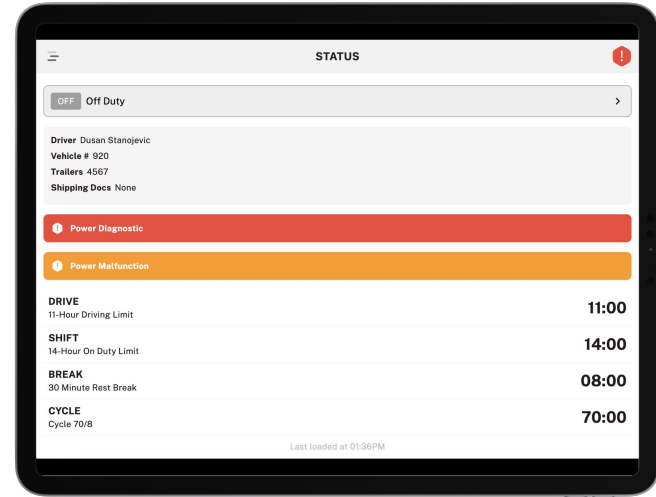 STATUS
OFF Off Duty
Driver Dusan Stanojevic
Vehicle # 920
Trailers 4567
Shipping Docs None
Power Diagnostic
Power Malfunction
DRIVE
11-Hour Driving Limit
11:00
SHIFT
14-Hour On Duty Limit
14:00
BREAK
30 Minute Rest Break
08:00
CYCLE
Cycle 70/8
70:00
Last loaded at 01:36PM